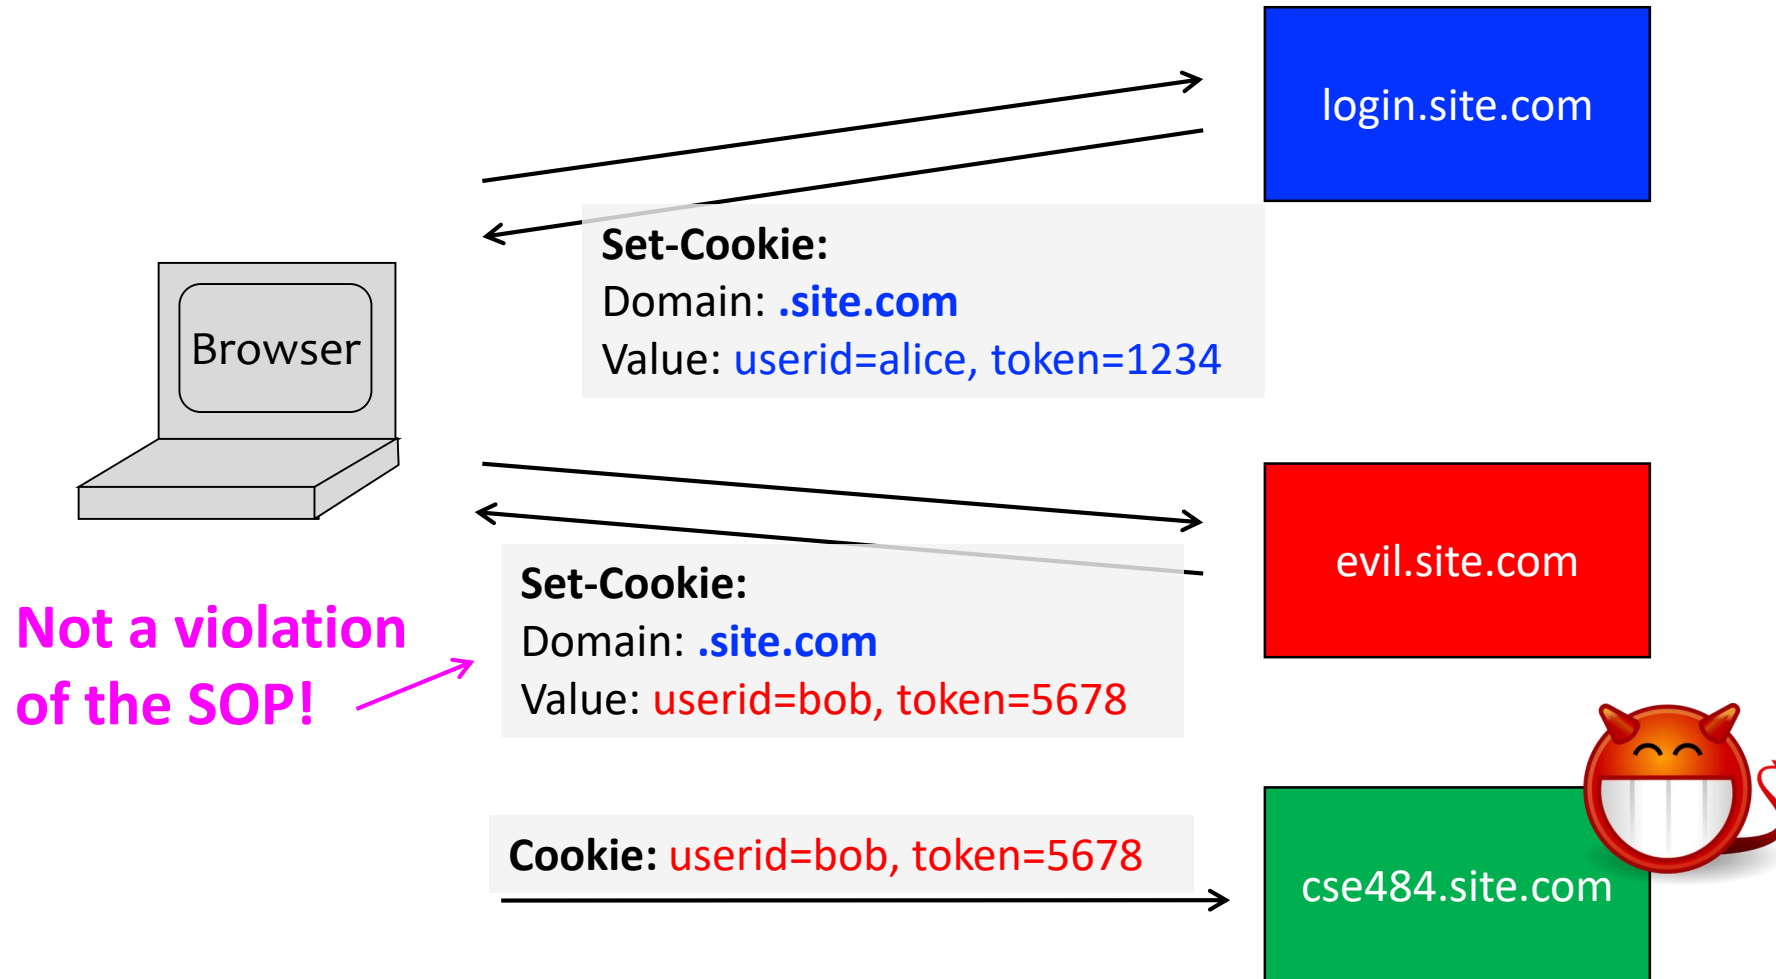 login.site.com
Set-Cookie:
Domain: .site.com
Value: userid=alice, token=1234
Browser
evil.site.com
Set-Cookie:
Domain: .site.com
Value: userid=bob, token=5678
Not a violation
of the SOP!
Cookie: userid=bob, token=5678
cse484.site.com